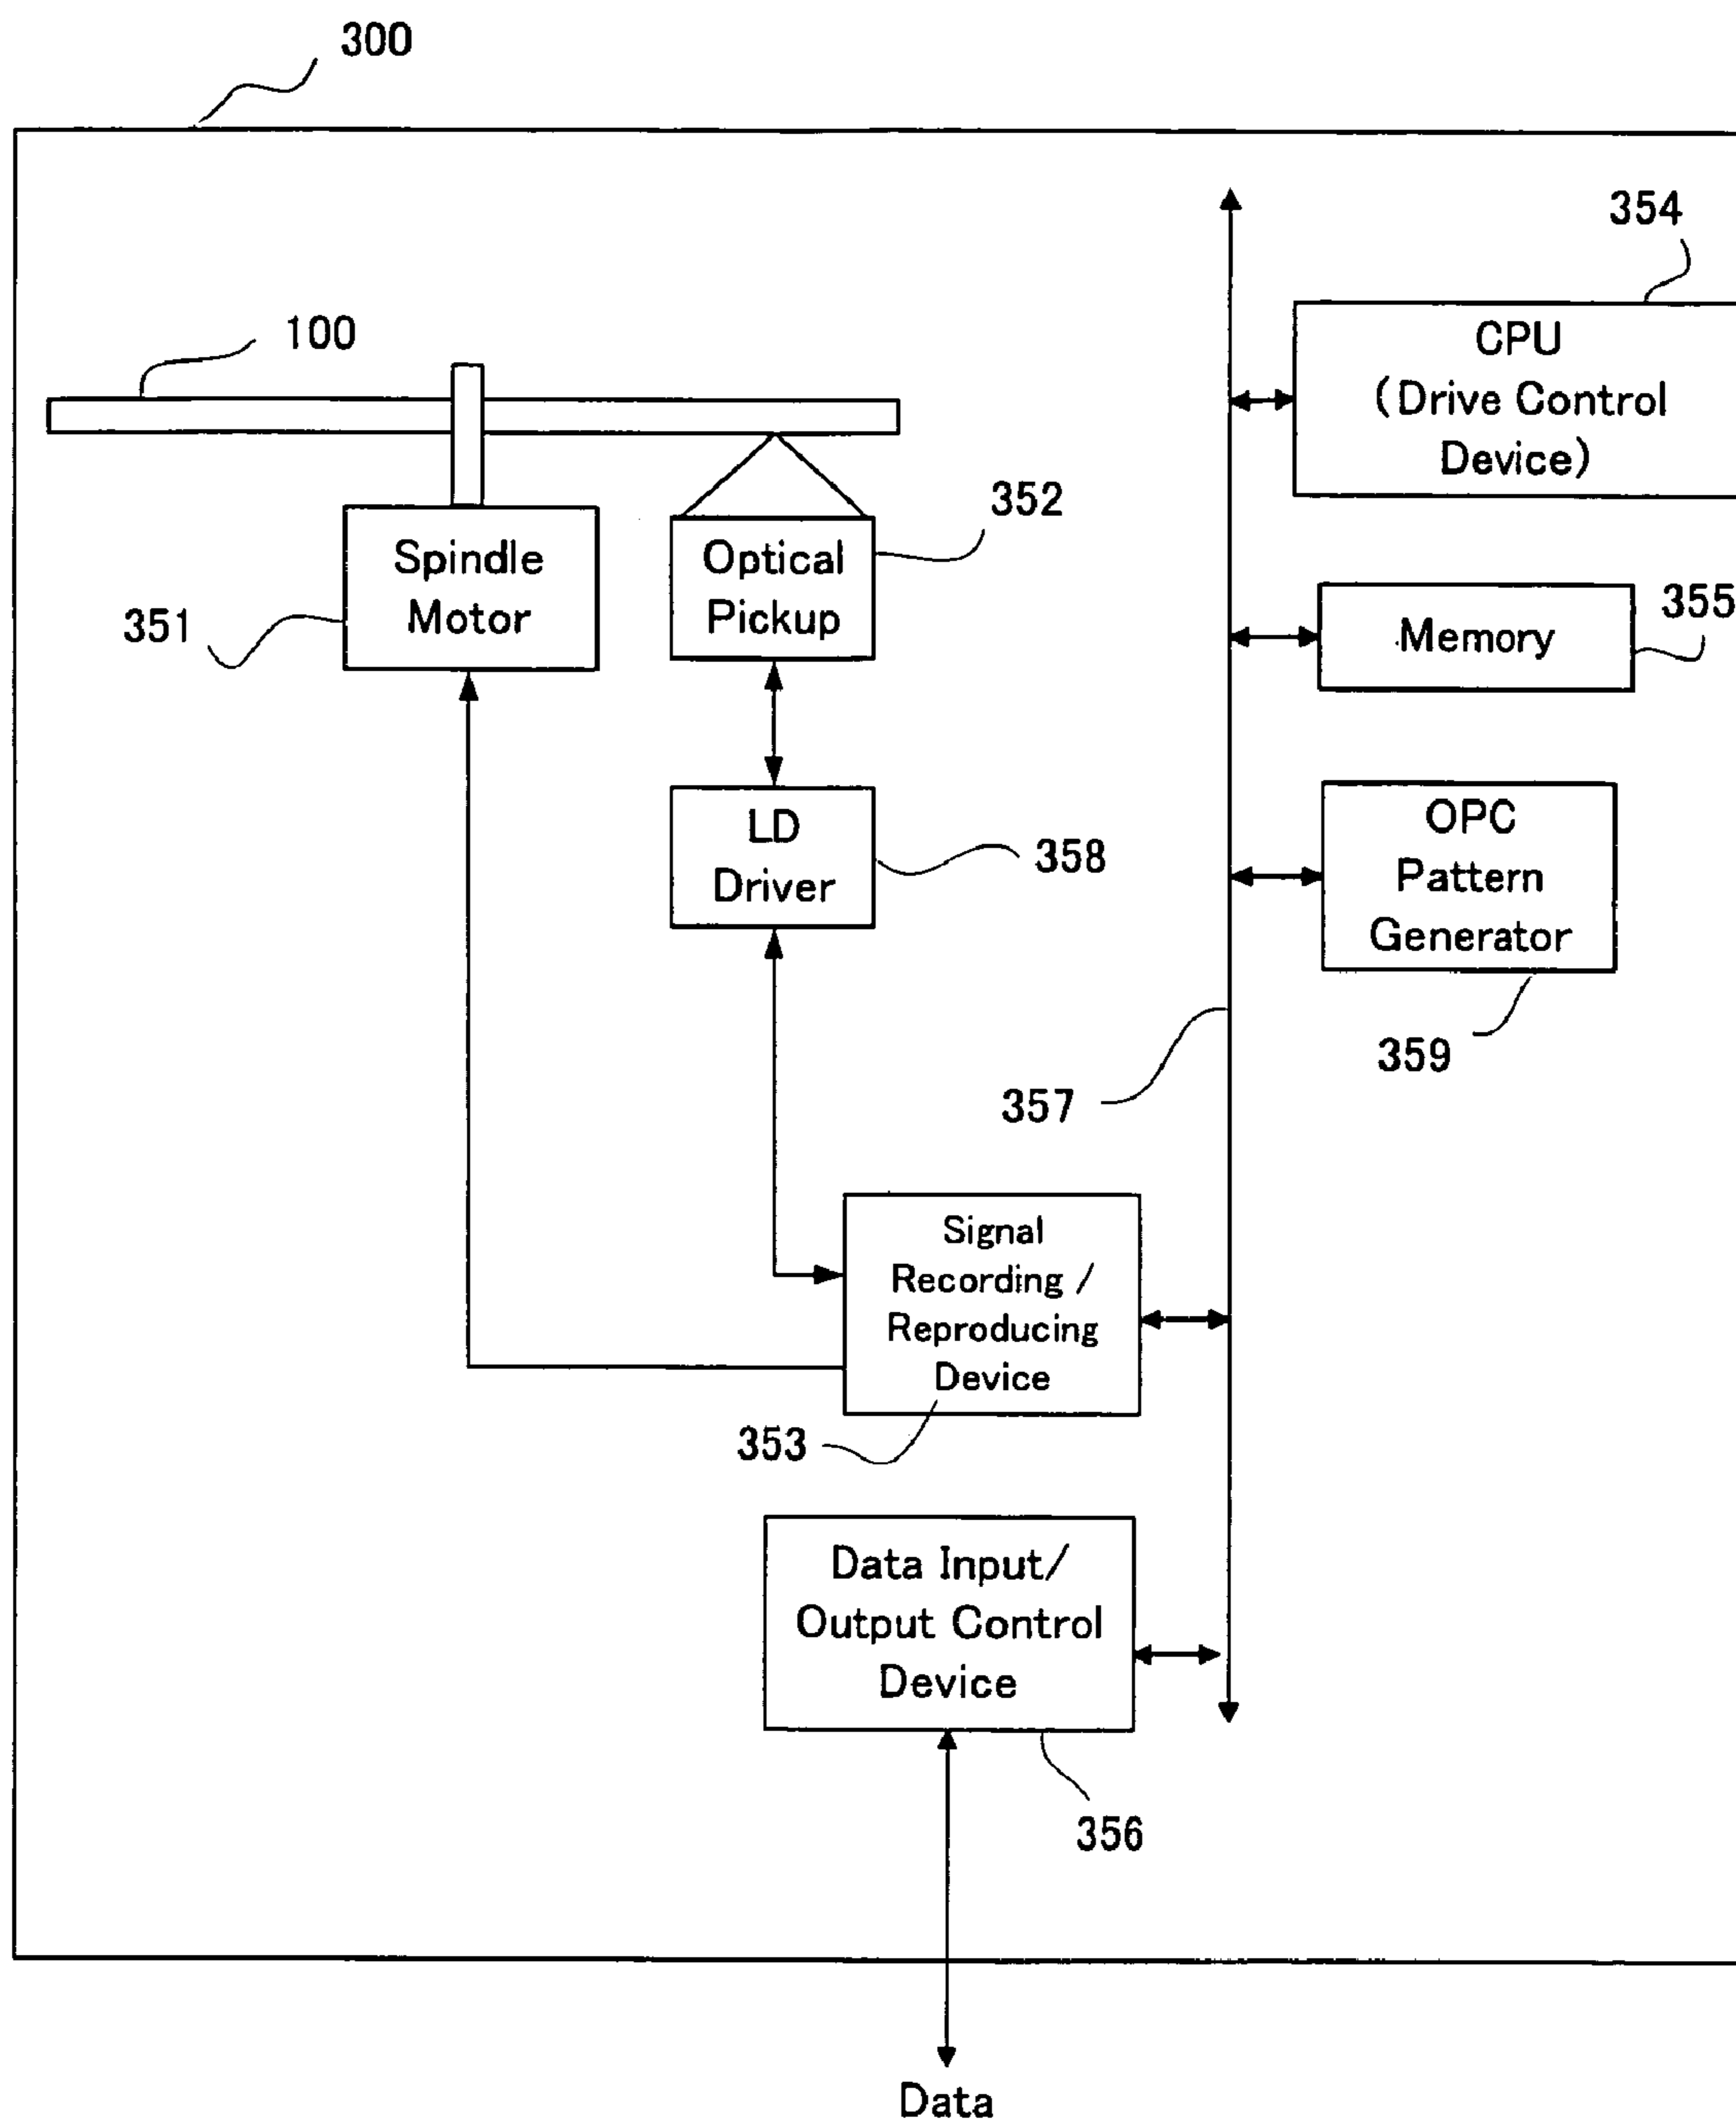 300
354
CPU
(Drive Control
Device)
100
352
Spindle
Motor
Optical
Pickup
351
355
Memory
LD
Driver
358
OPC
Pattern
Generator
359
357
Signal
Recording /
Reproducing
Device
353
Data Input/
Output Control
Device
356
Data